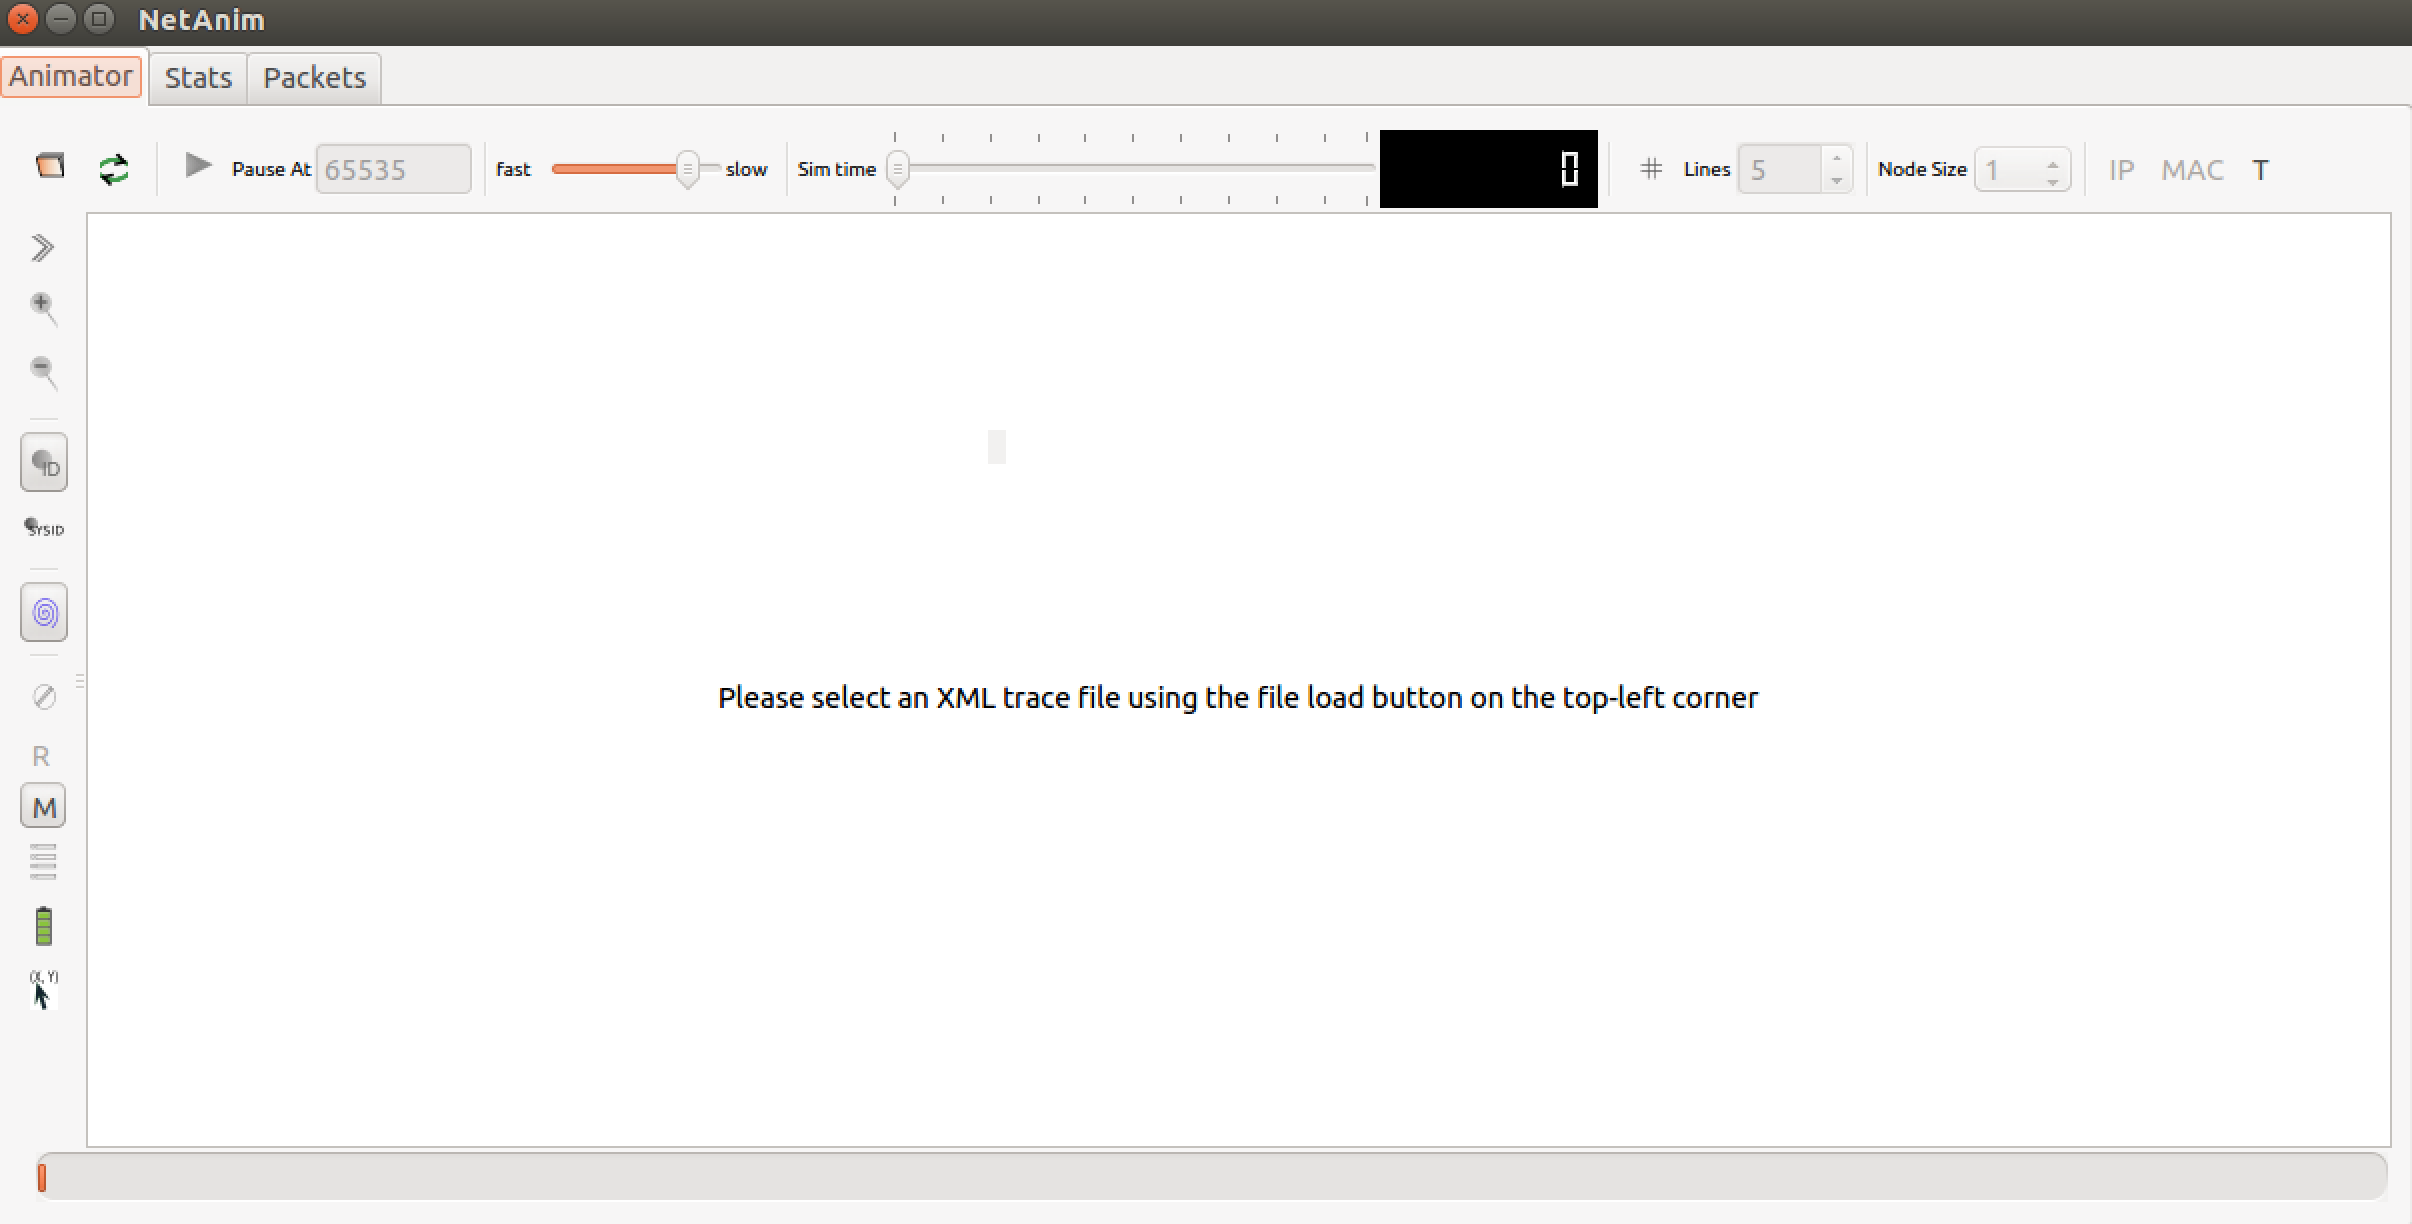 NetAnim
Animator Stats Packets
Pause At 65535 fast slow Sim time 0 # Lines 5 Node Size 1 IP MAC T
ID
SYSID
Please select an XML trace file using the file load button on the top-left corner
R
M
(X, Y)